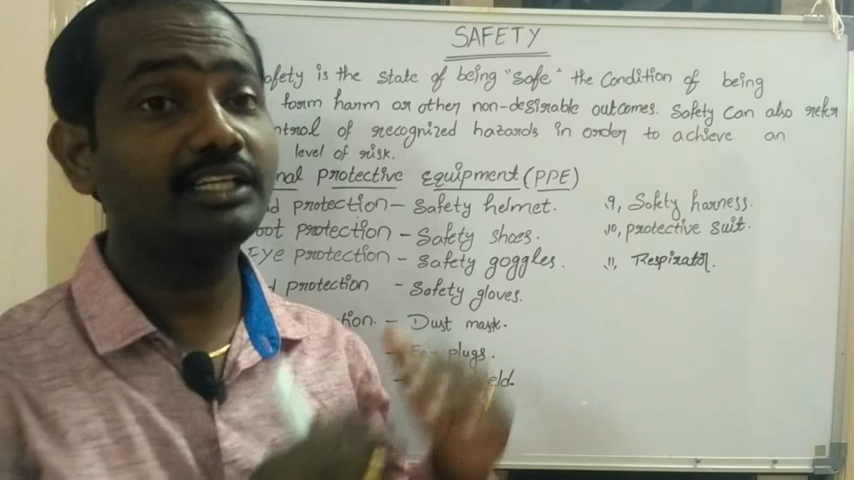 SAFETY
afety is the state of being "safe" the condition of being
form harm or other non-desirable outcomes. Safety can also refer
ntrol of recognized hazards in order to achieve an
level of risk.
nal protective equipment (PPE)
d protection - Safety helmet.
oot protection - Safety shoes.
Eye protection - Safety goggles.
d protection - Safety gloves.
tion. - Dust mask.
- plugs.
- eld.
9, Safety harness.
10, protective suit.
11, Respirator.